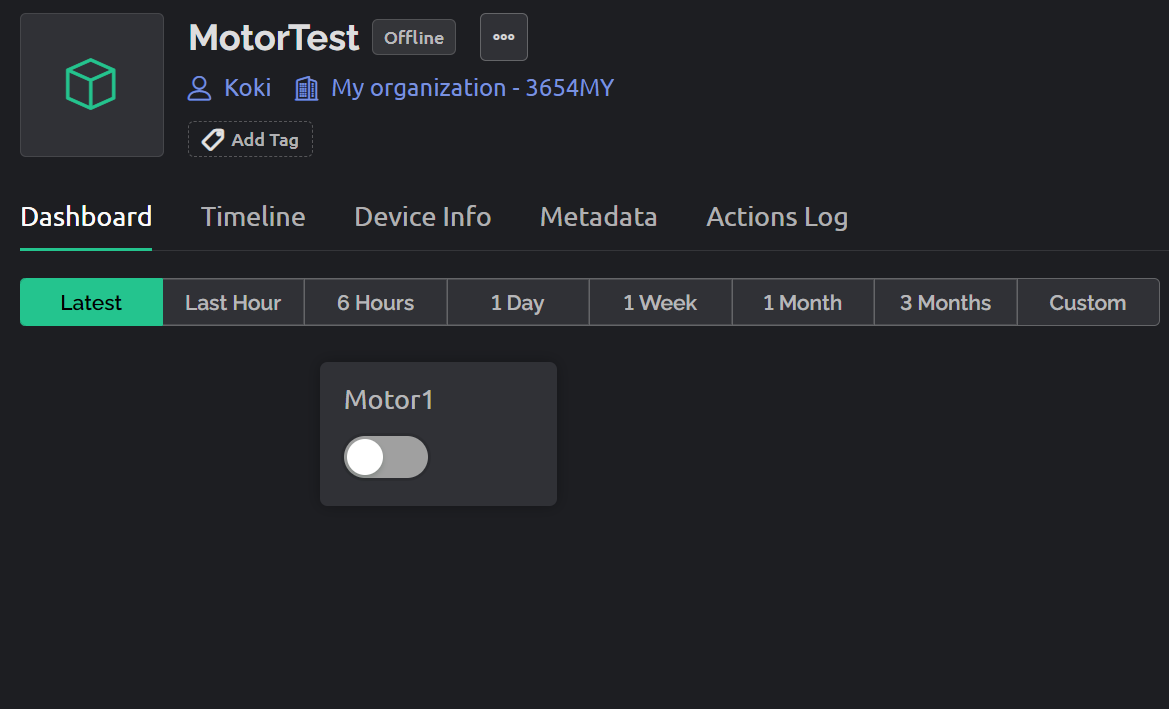 MotorTest Offline
Koki My organization - 3654MY
Add Tag
Dashboard Timeline Device Info Metadata Actions Log
Latest Last Hour 6 Hours 1 Day 1 Week 1 Month 3 Months Custom
Motor1